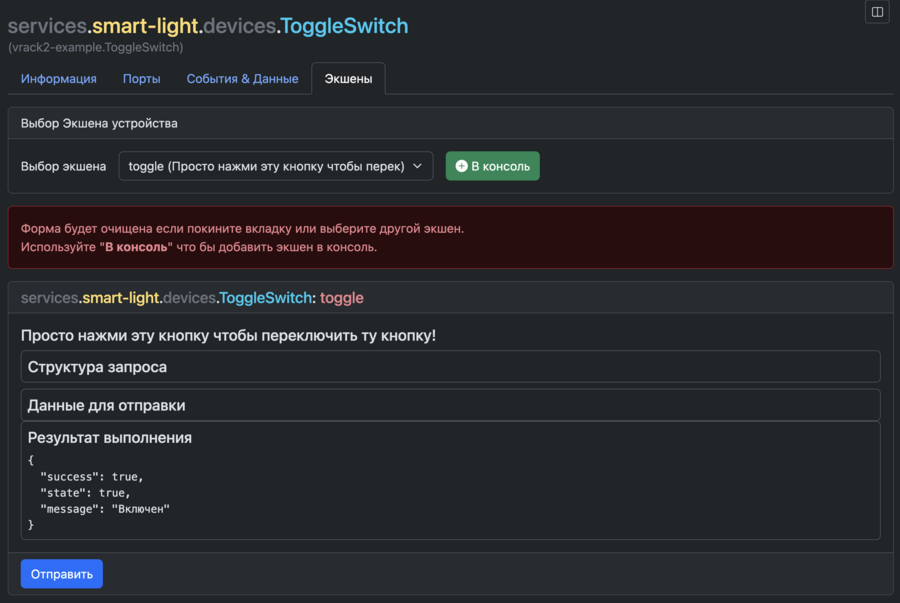 services.smart-light.devices.ToggleSwitch
(vrack2-example.ToggleSwitch)
Информация Порты События & Данные Экшены
Выбор Экшена устройства
Выбор экшена toggle (Просто нажми эту кнопку чтобы перек) В консоль
Форма будет очищена если покините вкладку или выберите другой экшен.
Используйте "В консоль" что бы добавить экшен в консоль.
services.smart-light.devices.ToggleSwitch: toggle
Просто нажми эту кнопку чтобы переключить ту кнопку!
Структура запроса
Данные для отправки
Результат выполнения
{
"success": true,
"state": true,
"message": "Включен"
}
Отправить